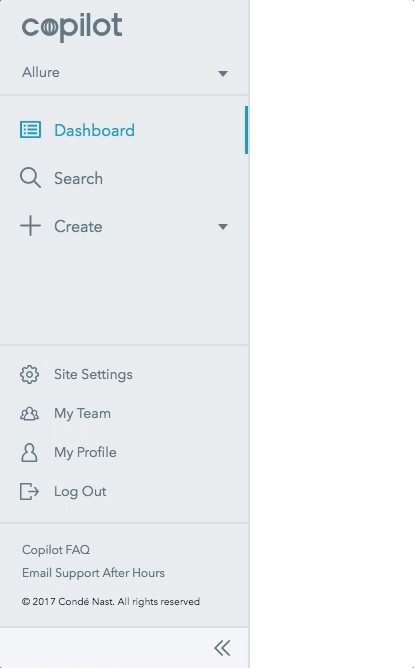 copilot
Allure
Dashboard
Search
Create
Site Settings
My Team
My Profile
Log Out
Copilot FAQ
Email Support After Hours
© 2017 Condé Nast. All rights reserved